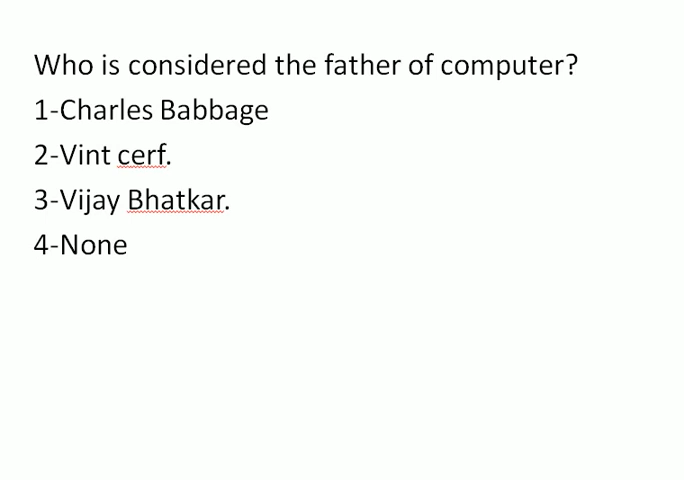 Who is considered the father of computer?
1-Charles Babbage
2-Vint cerf.
3-Vijay Bhatkar.
4-None